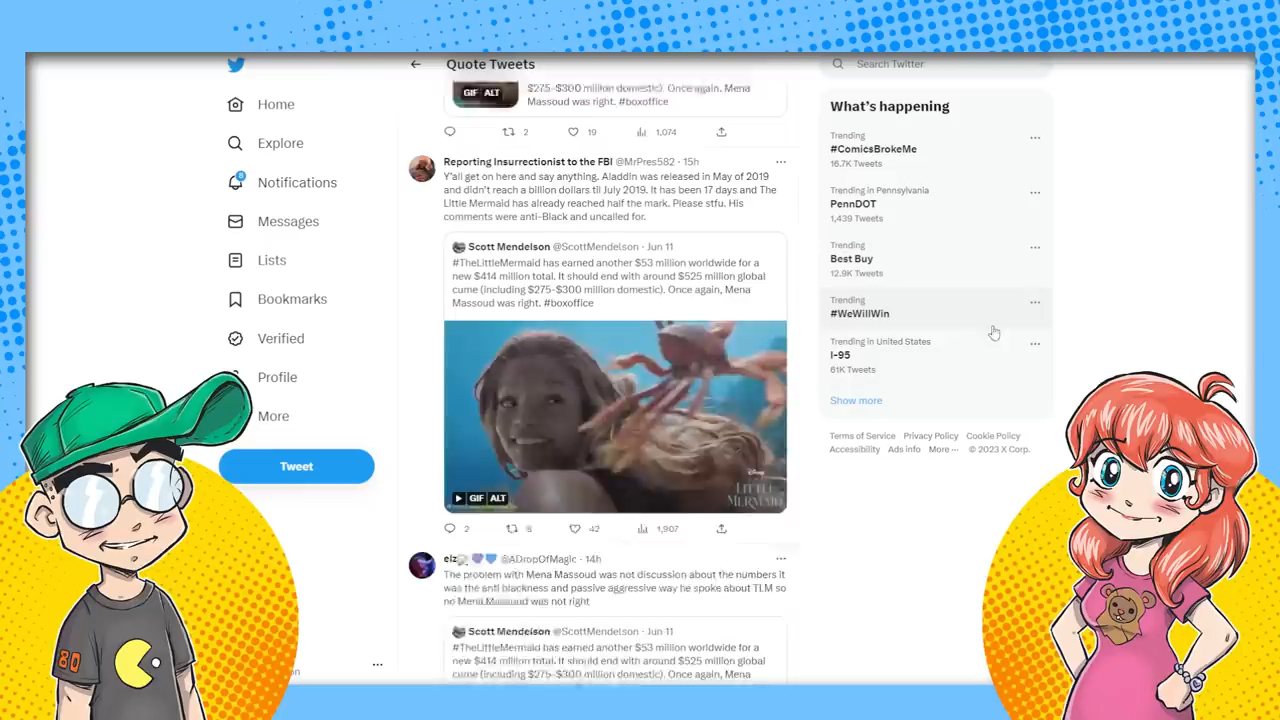 Home
Explore
8
Notifications
Messages
Lists
Bookmarks
Verified
Profile
More
Tweet
Quote Tweets
GIF ALT
$275-$300 million domestic). Once again, Mena
Massoud was right. #boxoffice
2 19 1,074
Reporting Insurrectionist to the FBI @MrPres582 · 15h
Y'all get on here and say anything. Aladdin was released in May of 2019
and didn't reach a billion dollars til July 2019. It has been 17 days and The
Little Mermaid has already reached half the mark. Please stfu. His
comments were anti-Black and uncalled for.
Scott Mendelson @ScottMendelson · Jun 11
#TheLittleMermaid has earned another $53 million worldwide for a
new $414 million total. It should end with around $525 million global
cume (including $275-$300 million domestic). Once again, Mena
Massoud was right. #boxoffice
Disney
THE LITTLE
MERMAID
GIF ALT
2 8 42 1,907
@ADropOfMagic · 14h
The problem with Mena Massoud was not discussion about the numbers it
was the anti blackness and passive aggressive way he spoke about TLM so
no Mena Massoud was not right
Scott Mendelson @ScottMendelson · Jun 11
#TheLittleMermaid has earned another $53 million worldwide for a
new $414 million total. It should end with around $525 million global
cume (including $275-$300 million domestic). Once again, Mena
Search Twitter
What's happening
Trending
#ComicsBrokeMe
16.7K Tweets
Trending in Pennsylvania
PennDOT
1,439 Tweets
Trending
Best Buy
12.9K Tweets
Trending
#WeWillWin
Trending in United States
I-95
61K Tweets
Show more
Terms of Service Privacy Policy Cookie Policy
Accessibility Ads info More ··· © 2023 X Corp.
80